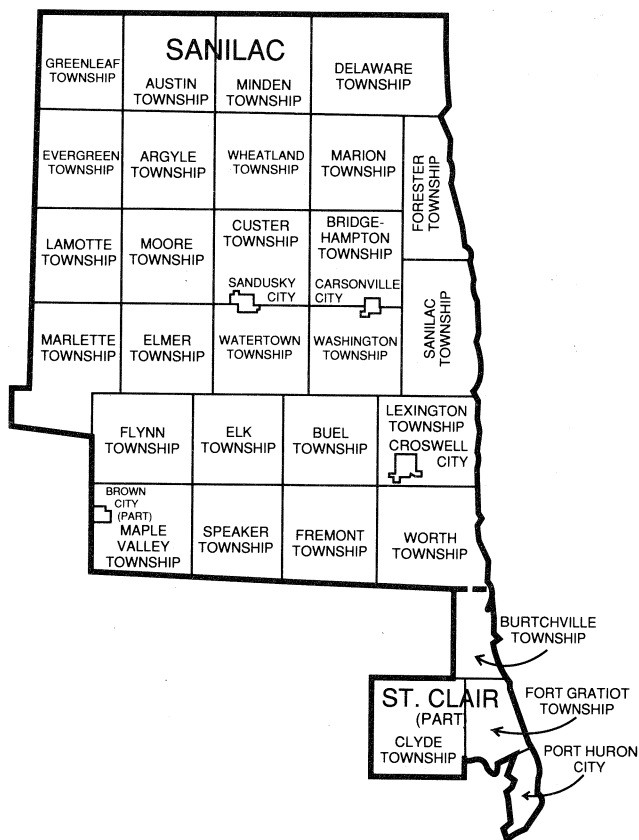 SANILAC
GREENLEAF
TOWNSHIP
AUSTIN
TOWNSHIP
MINDEN
TOWNSHIP
DELAWARE
TOWNSHIP
EVERGREEN
TOWNSHIP
ARGYLE
TOWNSHIP
WHEATLAND
TOWNSHIP
MARION
TOWNSHIP
FORESTER
TOWNSHIP
LAMOTTE
TOWNSHIP
MOORE
TOWNSHIP
CUSTER
TOWNSHIP
BRIDGE-
HAMPTON
TOWNSHIP
SANDUSKY
CITY
CARSONVILLE
CITY
SANILAC
TOWNSHIP
MARLETTE
TOWNSHIP
ELMER
TOWNSHIP
WATERTOWN
TOWNSHIP
WASHINGTON
TOWNSHIP
FLYNN
TOWNSHIP
ELK
TOWNSHIP
BUEL
TOWNSHIP
LEXINGTON
TOWNSHIP
CROSWELL
CITY
BROWN
CITY
(PART)
MAPLE
VALLEY
TOWNSHIP
SPEAKER
TOWNSHIP
FREMONT
TOWNSHIP
WORTH
TOWNSHIP
BURTCHVILLE
TOWNSHIP
ST. CLAIR
(PART)
FORT GRATIOT
TOWNSHIP
CLYDE
TOWNSHIP
PORT HURON
CITY